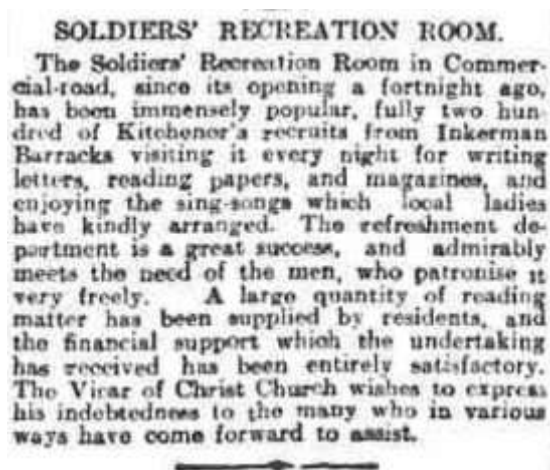 SOLDIERS' RECREATION ROOM.
The Soldiers' Recreation Room in Commer-
cial-road, since its opening a fortnight ago,
has been immensely popular, fully two hun-
dred of Kitchener's recruits from Inkerman
Barracks visiting it every night for writing
letters, reading papers, and magazines, and
enjoying the sing-songs which local ladies
have kindly arranged. The refreshment de-
partment is a great success, and admirably
meets the need of the men, who patronise it
very freely. A large quantity of reading
matter has been supplied by residents, and
the financial support which the undertaking
has received has been entirely satisfactory.
The Vicar of Christ Church wishes to express
his indebtedness to the many who in various
ways have come forward to assist.